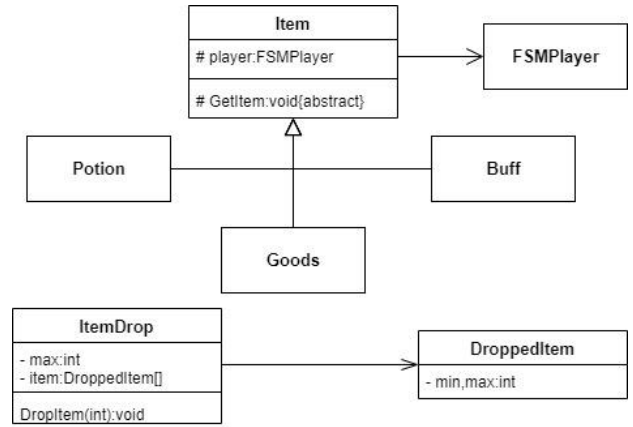 Item
# player:FSMPlayer
# GetItem:void{abstract}
FSMPlayer
Potion
Buff
Goods
ItemDrop
- max:int
- item:DroppedItem[]
DropItem(int):void
DroppedItem
- min,max:int